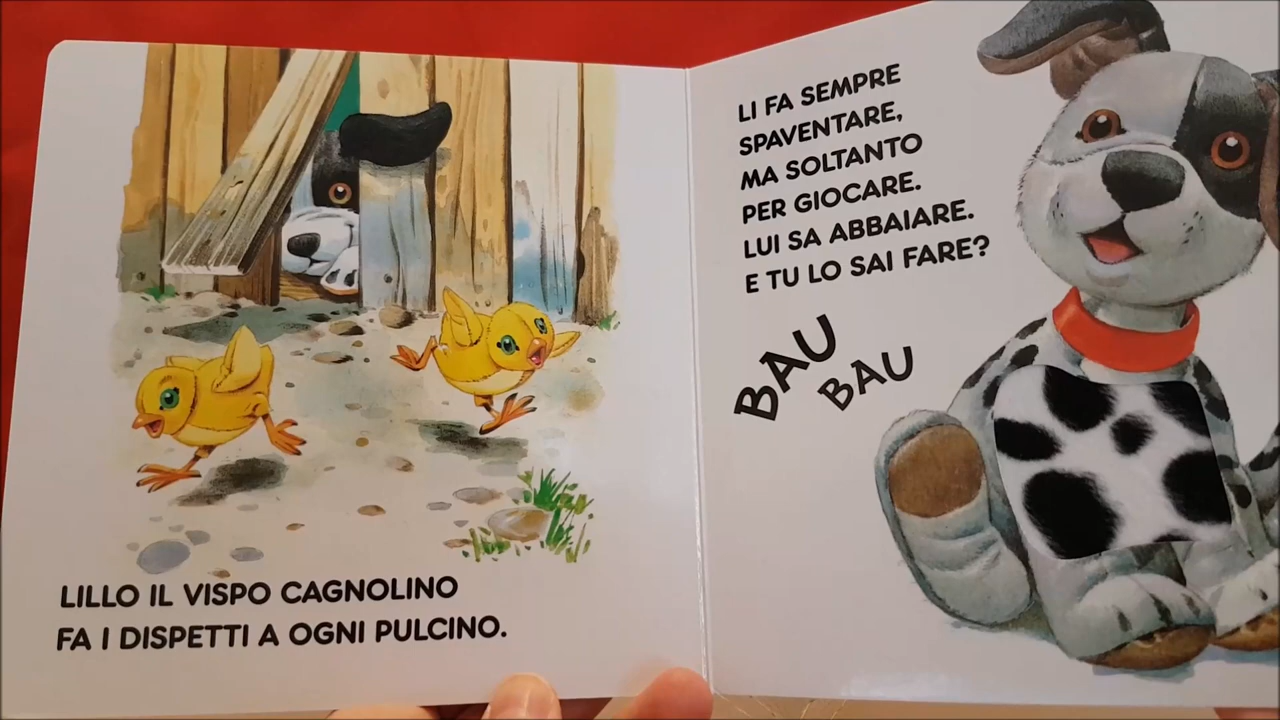 LILLO IL VISPO CAGNOLINO
FA I DISPETTI A OGNI PULCINO.
LI FA SEMPRE
SPAVENTARE,
MA SOLTANTO
PER GIOCARE.
LUI SA ABBAIARE.
E TU LO SAI FARE?
BAU
BAU